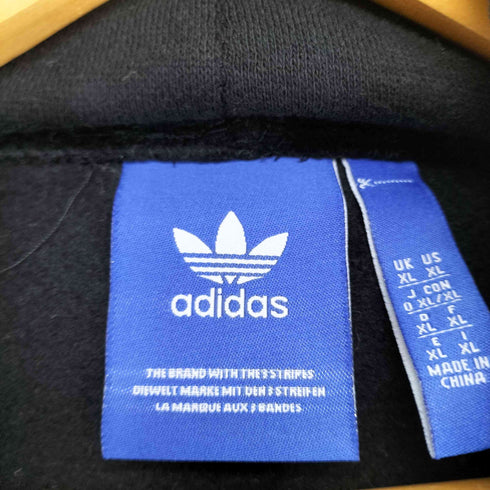 adidas
THE BRAND WITH THE 3 STRIPES
DIE WELT MARKE MIT DEN 3 STREIFEN
LA MARQUE AUX 3 BANDES
UK US
XL XL
J CON
O XL/XL
D F
XL XL
E I
XL XL
MADE IN
CHINA